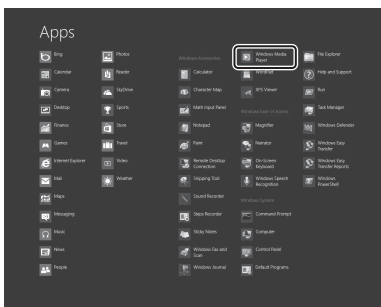 Apps
Bing
Calendar
Camera
Desktop
Finance
Games
Internet Explorer
Mail
Maps
Messaging
Music
News
People
Photos
Reader
SkyDrive
Sports
Store
Travel
Video
Weather
Windows Accessories
Calculator
Character Map
Math Input Panel
Notepad
Paint
Remote Desktop
Connection
Snipping Tool
Sound Recorder
Steps Recorder
Sticky Notes
Windows Fax and
Scan
Windows Journal
Windows Media
Player
WordPad
XPS Viewer
Windows Ease of Access
Magnifier
Narrator
On-Screen
Keyboard
Windows Speech
Recognition
Windows System
Command Prompt
Computer
Control Panel
Default Programs
File Explorer
Help and Support
Run
Task Manager
Windows Defender
Windows Easy
Transfer
Windows Easy
Transfer Reports
Windows
PowerShell